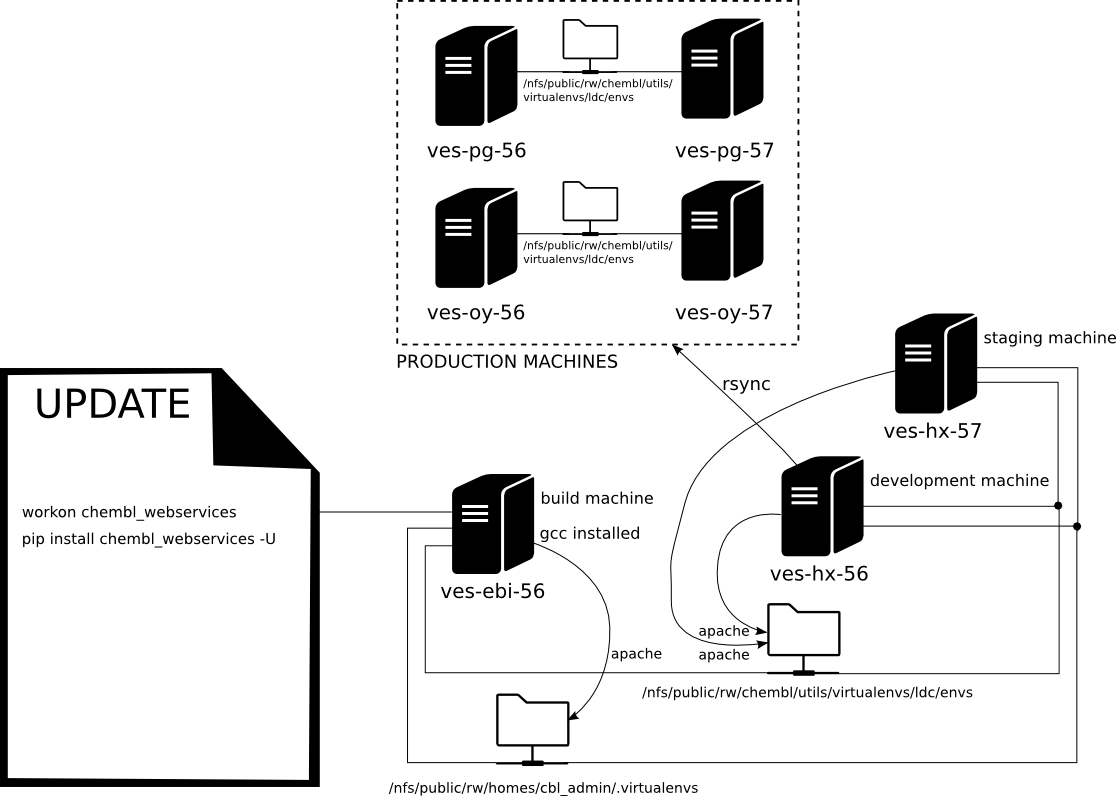 /nfs/public/rw/chembl/utils/
virtualenvs/ldc/envs
ves-pg-56
ves-pg-57
/nfs/public/rw/chembl/utils/
virtualenvs/ldc/envs
ves-oy-56
ves-oy-57
PRODUCTION MACHINES
staging machine
rsync
ves-hx-57
UPDATE
workon chembl_webservices
pip install chembl_webservices -U
build machine
gcc installed
ves-ebi-56
development machine
ves-hx-56
apache
apache
apache
/nfs/public/rw/chembl/utils/virtualenvs/ldc/envs
/nfs/public/rw/homes/cbl_admin/.virtualenvs